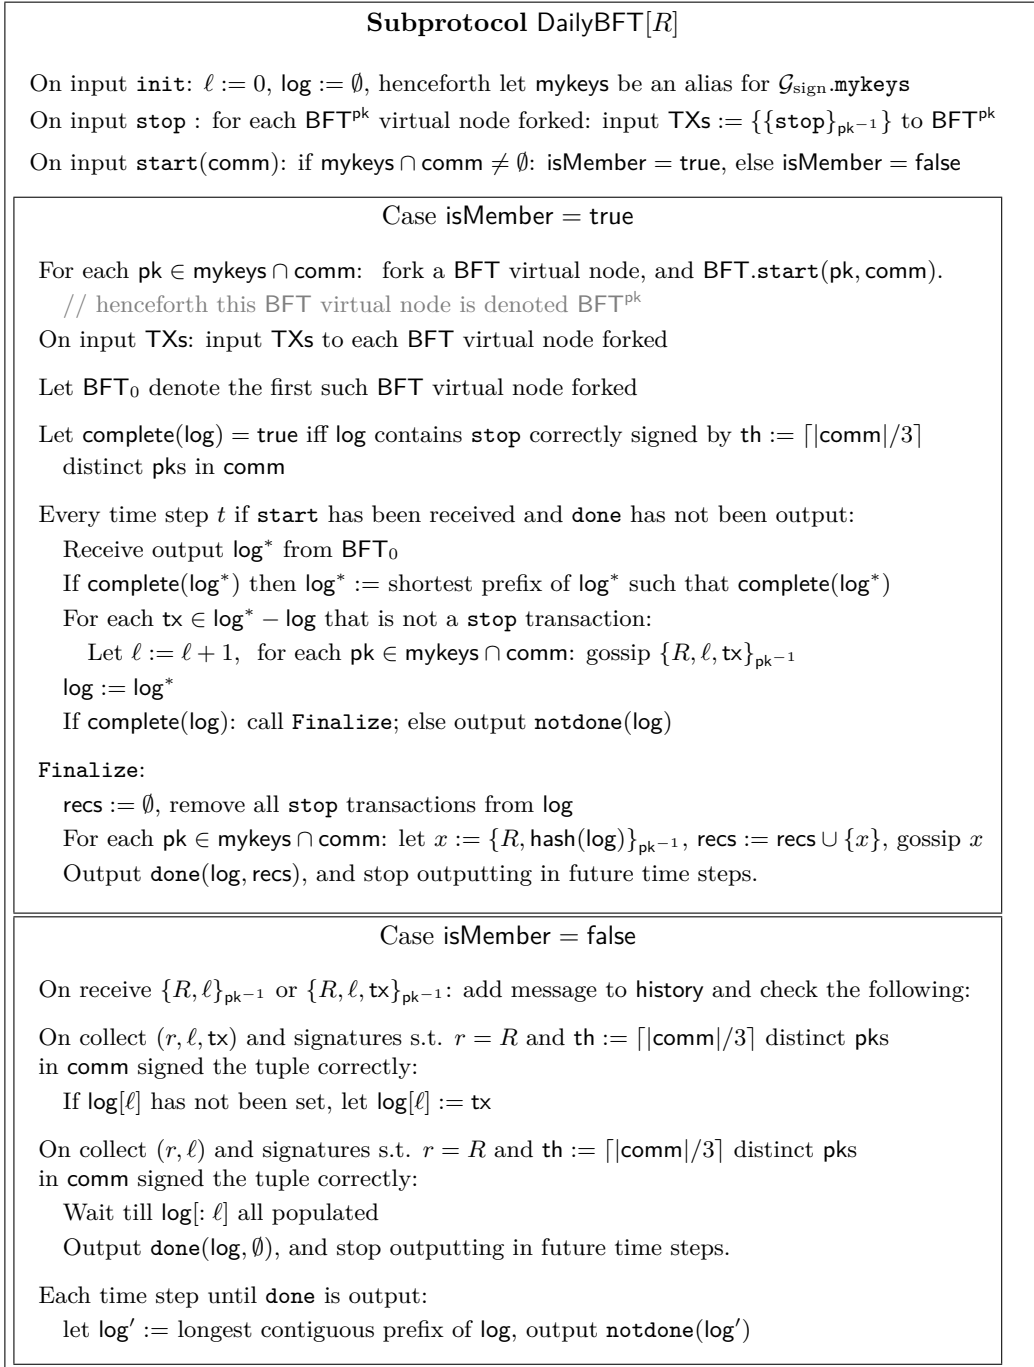 Subprotocol DailyBFT[R]
On input init: ℓ := 0, log := ∅, henceforth let mykeys be an alias for 𝒢_sign.mykeys
On input stop : for each BFT^pk virtual node forked: input TXs := {{stop}_pk⁻¹} to BFT^pk
On input start(comm): if mykeys ∩ comm ≠ ∅: isMember = true, else isMember = false
Case isMember = true
For each pk ∈ mykeys ∩ comm: fork a BFT virtual node, and BFT.start(pk, comm).
// henceforth this BFT virtual node is denoted BFT^pk
On input TXs: input TXs to each BFT virtual node forked
Let BFT₀ denote the first such BFT virtual node forked
Let complete(log) = true iff log contains stop correctly signed by th := ⌈|comm|/3⌉
distinct pks in comm
Every time step t if start has been received and done has not been output:
Receive output log* from BFT₀
If complete(log*) then log* := shortest prefix of log* such that complete(log*)
For each tx ∈ log* − log that is not a stop transaction:
Let ℓ := ℓ + 1, for each pk ∈ mykeys ∩ comm: gossip {R, ℓ, tx}_pk⁻¹
log := log*
If complete(log): call Finalize; else output notdone(log)
Finalize:
recs := ∅, remove all stop transactions from log
For each pk ∈ mykeys ∩ comm: let x := {R, hash(log)}_pk⁻¹, recs := recs ∪ {x}, gossip x
Output done(log, recs), and stop outputting in future time steps.
Case isMember = false
On receive {R, ℓ}_pk⁻¹ or {R, ℓ, tx}_pk⁻¹: add message to history and check the following:
On collect (r, ℓ, tx) and signatures s.t. r = R and th := ⌈|comm|/3⌉ distinct pks
in comm signed the tuple correctly:
If log[ℓ] has not been set, let log[ℓ] := tx
On collect (r, ℓ) and signatures s.t. r = R and th := ⌈|comm|/3⌉ distinct pks
in comm signed the tuple correctly:
Wait till log[: ℓ] all populated
Output done(log, ∅), and stop outputting in future time steps.
Each time step until done is output:
let log′ := longest contiguous prefix of log, output notdone(log′)